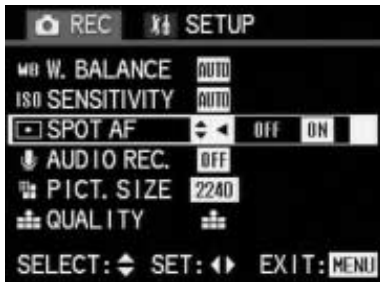 REC SETUP
WB W. BALANCE AUTO
ISO SENSITIVITY AUTO
SPOT AF OFF ON
AUDIO REC. OFF
PICT. SIZE 2240
QUALITY
SELECT: SET: EXIT: MENU